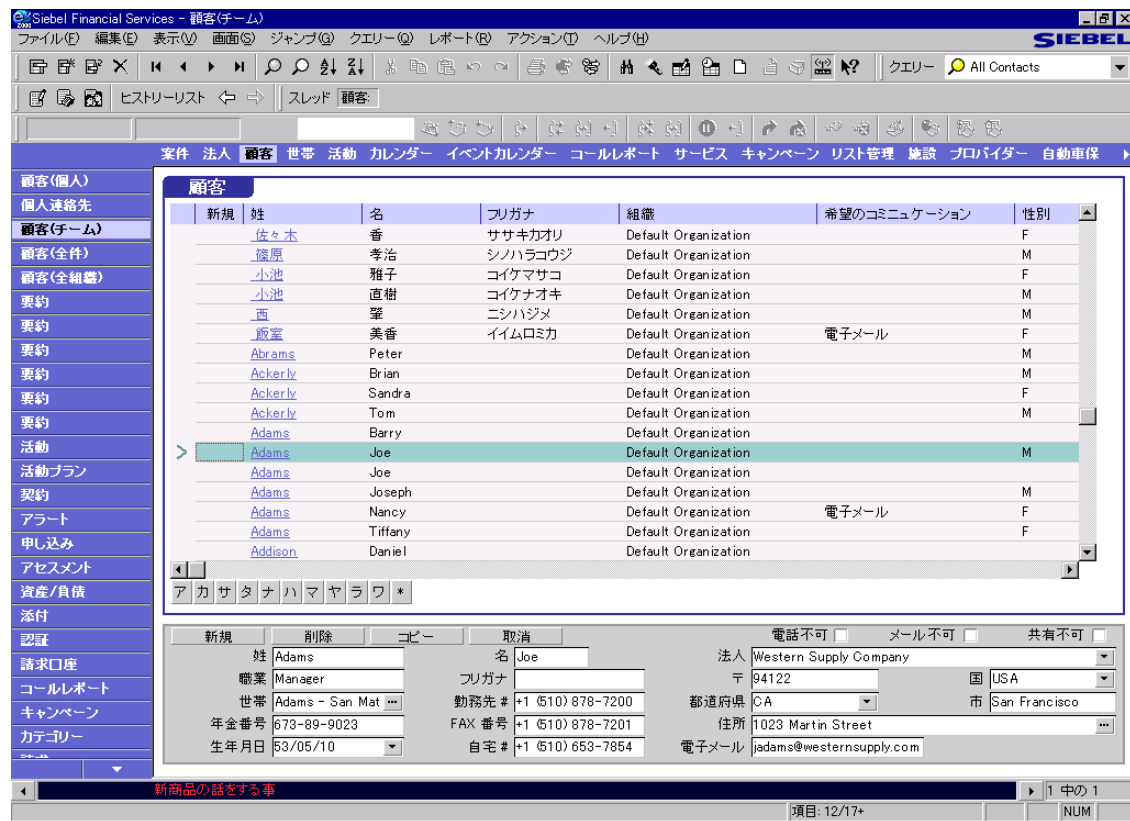 Siebel Financial Services - 顧客(チーム)
ファイル(F) 編集(E) 表示(V) 画面(S) ジャンプ(G) クエリー(Q) レポート(R) アクション(T) ヘルプ(H) SIEBEL
クエリー All Contacts
ヒストリーリスト スレッド 顧客:
案件 法人 顧客 世帯 活動 カレンダー イベントカレンダー コールレポート サービス キャンペーン リスト管理 施設 プロバイダー 自動車保
顧客(個人)
個人連絡先
顧客(チーム)
顧客(全件)
顧客(全組織)
要約
要約
要約
要約
要約
要約
活動
活動プラン
契約
アラート
申し込み
アセスメント
資産/負債
添付
認証
請求口座
コールレポート
キャンペーン
カテゴリー
顧客
新規 姓 名 フリガナ 組織 希望のコミュニケーション 性別
佐々木 香 ササキカオリ Default Organization F
篠原 孝治 シノハラコウジ Default Organization M
小池 雅子 コイケマサコ Default Organization F
小池 直樹 コイケナオキ Default Organization M
西 肇 ニシハジメ Default Organization M
飯室 美香 イイムロミカ Default Organization 電子メール F
Abrams Peter Default Organization M
Ackerly Brian Default Organization M
Ackerly Sandra Default Organization F
Ackerly Tom Default Organization M
Adams Barry Default Organization
> Adams Joe Default Organization M
Adams Joe Default Organization
Adams Joseph Default Organization M
Adams Nancy Default Organization 電子メール F
Adams Tiffany Default Organization F
Addison Daniel Default Organization
ア カ サ タ ナ ハ マ ヤ ラ ワ *
新規 削除 コピー 取消 電話不可 メール不可 共有不可
姓 Adams 名 Joe 法人 Western Supply Company
職業 Manager フリガナ 〒 94122 国 USA
世帯 Adams - San Mat 勤務先 # +1 (510) 878-7200 都道府県 CA 市 San Francisco
年金番号 673-89-9023 FAX 番号 +1 (510) 878-7201 住所 1023 Martin Street
生年月日 53/05/10 自宅 # +1 (510) 653-7854 電子メール jadams@westernsupply.com
新商品の話をする事 1 中の 1
項目: 12/17+ NUM